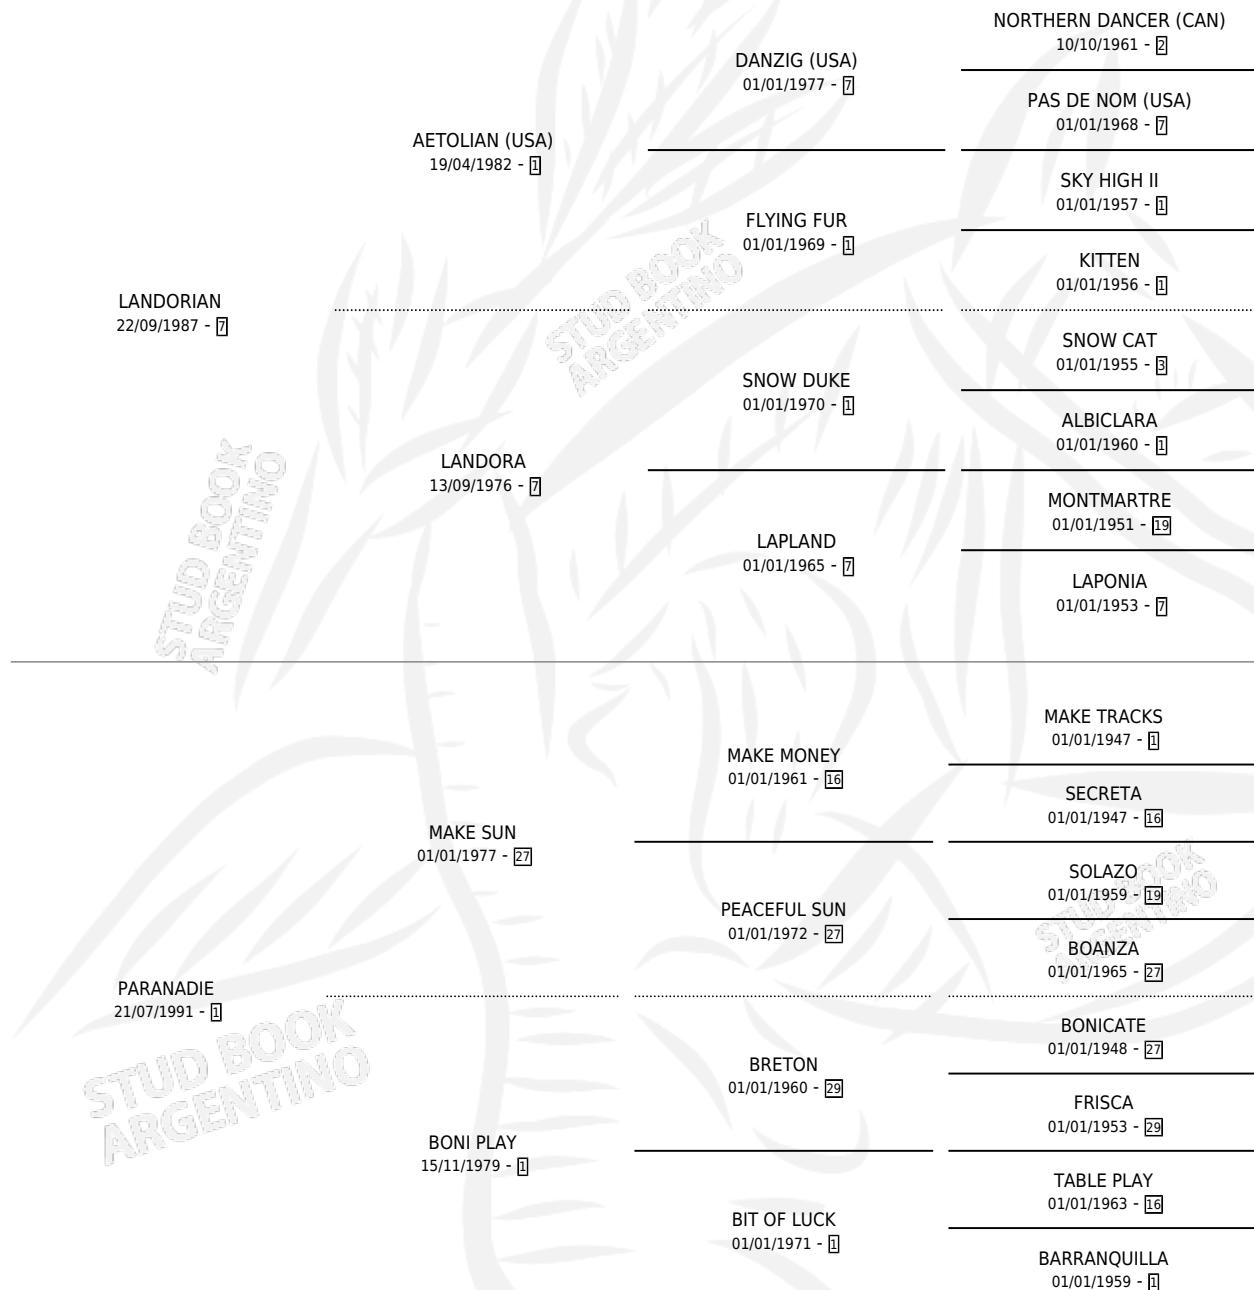 NORTHERN DANCER (CAN)
10/10/1961 - 2
DANZIG (USA)
01/01/1977 - 7
PAS DE NOM (USA)
01/01/1968 - 7
AETOLIAN (USA)
19/04/1982 - 1
SKY HIGH II
01/01/1957 - 1
FLYING FUR
01/01/1969 - 1
KITTEN
01/01/1956 - 1
LANDORIAN
22/09/1987 - 7
SNOW CAT
01/01/1955 - 3
SNOW DUKE
01/01/1970 - 1
ALBICLARA
01/01/1960 - 1
LANDORA
13/09/1976 - 7
MONTMARTRE
01/01/1951 - 19
LAPLAND
01/01/1965 - 7
LAPONIA
01/01/1953 - 7
STUD BOOK
ARGENTINO
STUD BOOK
ARGENTINO
MAKE TRACKS
01/01/1947 - 1
MAKE MONEY
01/01/1961 - 16
SECRETA
01/01/1947 - 16
MAKE SUN
01/01/1977 - 27
SOLAZO
01/01/1959 - 19
PEACEFUL SUN
01/01/1972 - 27
BOANZA
01/01/1965 - 27
PARANADIE
21/07/1991 - 1
BONICATE
01/01/1948 - 27
BRETON
01/01/1960 - 29
FRISCA
01/01/1953 - 29
BONI PLAY
15/11/1979 - 1
TABLE PLAY
01/01/1963 - 16
BIT OF LUCK
01/01/1971 - 1
BARRANQUILLA
01/01/1959 - 1
STUD BOOK
ARGENTINO
STUD BOOK
ARGENTINO